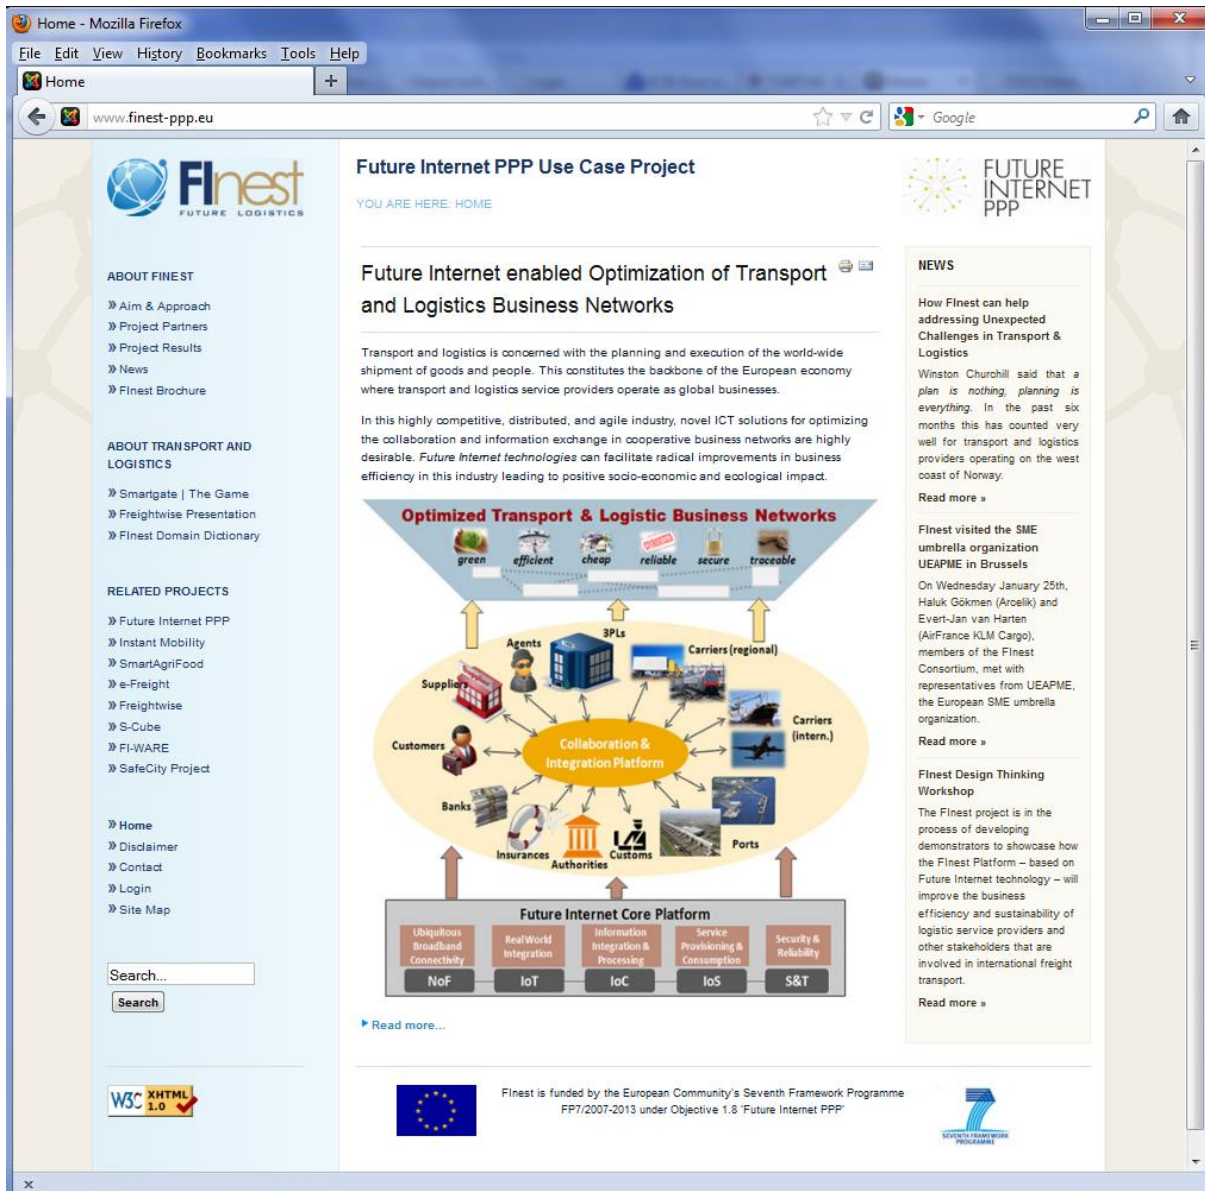 Home - Mozilla Firefox
File Edit View History Bookmarks Tools Help
Home
+
www.finest-ppp.eu
Google
FInest
FUTURE LOGISTICS
ABOUT FINEST
» Aim & Approach
» Project Partners
» Project Results
» News
» FInest Brochure
ABOUT TRANSPORT AND
LOGISTICS
» Smartgate | The Game
» Freightwise Presentation
» FInest Domain Dictionary
RELATED PROJECTS
» Future Internet PPP
» Instant Mobility
» SmartAgriFood
» e-Freight
» Freightwise
» S-Cube
» FI-WARE
» SafeCity Project
» Home
» Disclaimer
» Contact
» Login
» Site Map
Search...
Search
W3C XHTML
1.0
Future Internet PPP Use Case Project
YOU ARE HERE: HOME
Future Internet enabled Optimization of Transport
and Logistics Business Networks
Transport and logistics is concerned with the planning and execution of the world-wide
shipment of goods and people. This constitutes the backbone of the European economy
where transport and logistics service providers operate as global businesses.
In this highly competitive, distributed, and agile industry, novel ICT solutions for optimizing
the collaboration and information exchange in cooperative business networks are highly
desirable. Future Internet technologies can facilitate radical improvements in business
efficiency in this industry leading to positive socio-economic and ecological impact.
Optimized Transport & Logistic Business Networks
green efficient cheap reliable secure traceable
3PLs
Agents
Carriers (regional)
Suppliers
Carriers
(intern.)
Customers
Collaboration &
Integration Platform
Banks
Ports
Insurances
Authorities
Customs
Future Internet Core Platform
Ubiquitous
Broadband
Connectivity
NoF
Real World
Integration
IoT
Information
Integration &
Processing
IoC
Service
Provisioning &
Consumption
IoS
Security &
Reliability
S&T
Read more...
FUTURE
INTERNET
PPP
NEWS
How FInest can help
addressing Unexpected
Challenges in Transport &
Logistics
Winston Churchill said that a
plan is nothing, planning is
everything. In the past six
months this has counted very
well for transport and logistics
providers operating on the west
coast of Norway.
Read more »
FInest visited the SME
umbrella organization
UEAPME in Brussels
On Wednesday January 25th,
Haluk Gökmen (Arcelik) and
Evert-Jan van Harten
(AirFrance KLM Cargo),
members of the FInest
Consortium, met with
representatives from UEAPME,
the European SME umbrella
organization.
Read more »
FInest Design Thinking
Workshop
The FInest project is in the
process of developing
demonstrators to showcase how
the FInest Platform – based on
Future Internet technology – will
improve the business
efficiency and sustainability of
logistic service providers and
other stakeholders that are
involved in international freight
transport.
Read more »
FInest is funded by the European Community's Seventh Framework Programme
FP7/2007-2013 under Objective 1.8 'Future Internet PPP'
SEVENTH FRAMEWORK
PROGRAMME
x